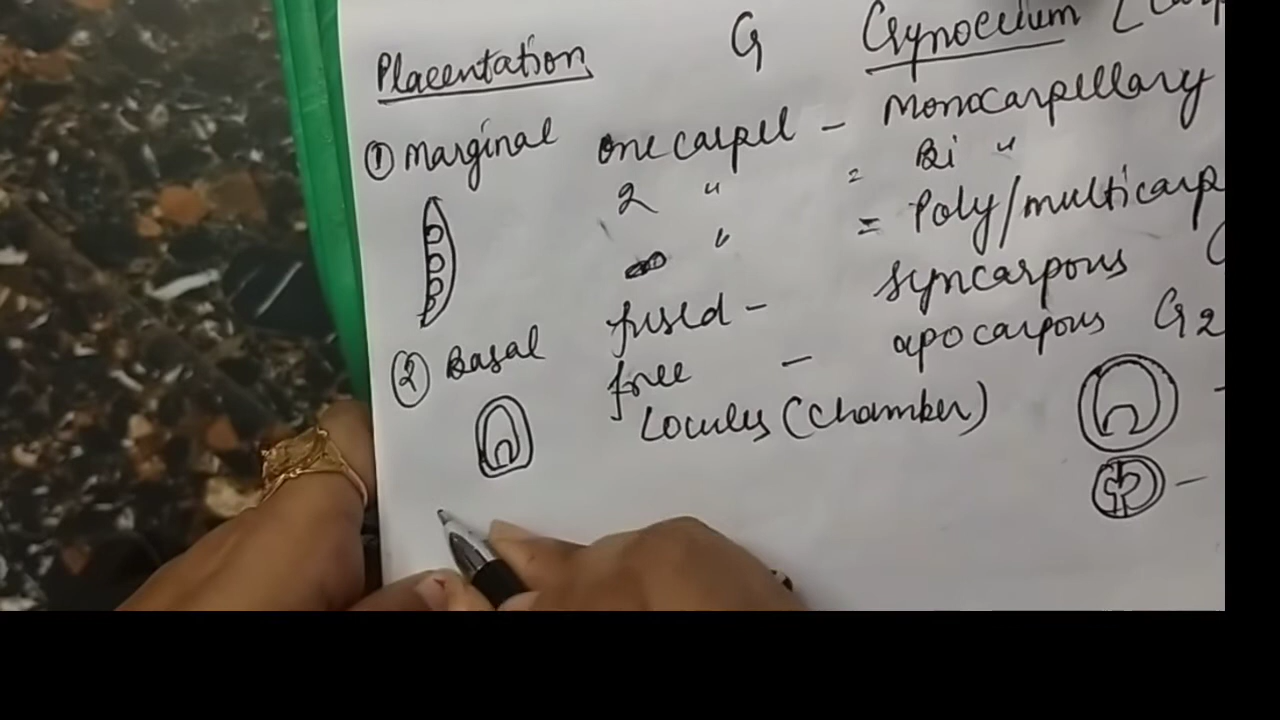 Placentation G Gynoecium
① Marginal one carpel – Monocarpellary
2 " = Bi "
∞ " = Poly/multicarp
fused – syncarpous
② Basal free – apocarpous G2
Locules (chamber)